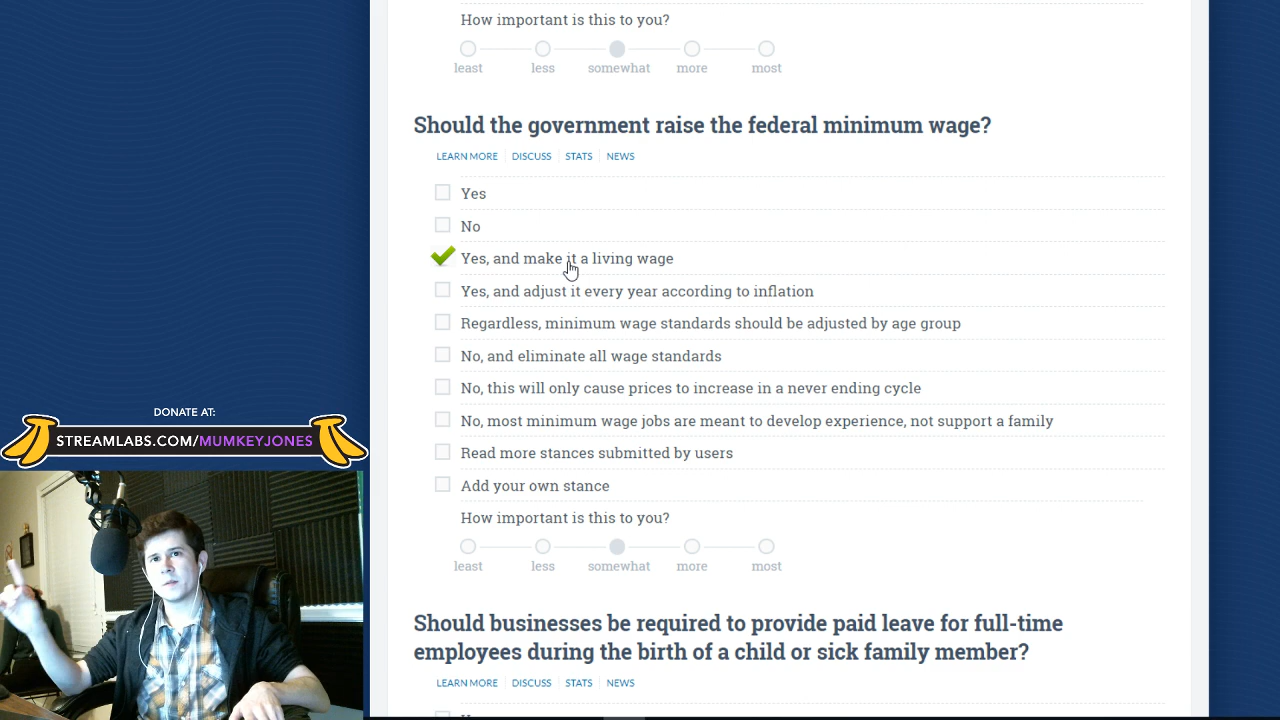 How important is this to you?
least less somewhat more most
Should the government raise the federal minimum wage?
LEARN MORE DISCUSS STATS NEWS
Yes
No
Yes, and make it a living wage
Yes, and adjust it every year according to inflation
Regardless, minimum wage standards should be adjusted by age group
No, and eliminate all wage standards
No, this will only cause prices to increase in a never ending cycle
No, most minimum wage jobs are meant to develop experience, not support a family
Read more stances submitted by users
Add your own stance
How important is this to you?
least less somewhat more most
Should businesses be required to provide paid leave for full-time
employees during the birth of a child or sick family member?
LEARN MORE DISCUSS STATS NEWS
DONATE AT:
STREAMLABS.COM/MUMKEYJONES